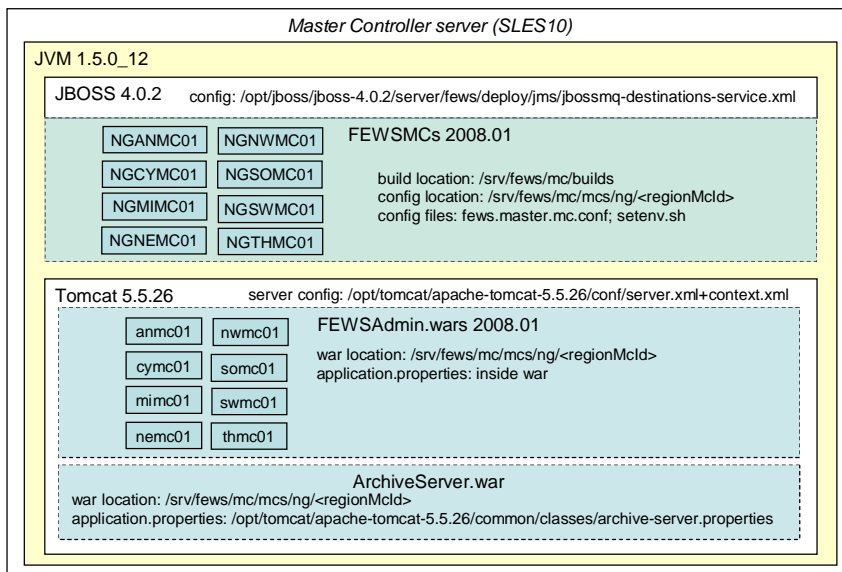 Master Controller server (SLES10)
JVM 1.5.0_12
JBOSS 4.0.2 config: /opt/jboss/jboss-4.0.2/server/fews/deploy/jms/jbossmq-destinations-service.xml
NGANMC01 NGNWMC01 FEWSMCs 2008.01
NGCYMC01 NGSOMC01 build location: /srv/fews/mc/builds
config location: /srv/fews/mc/mcs/ng/<regionMcId>
NGMIMC01 NGSWMC01 config files: fews.master.mc.conf; setenv.sh
NGNEMC01 NGTHMC01
Tomcat 5.5.26 server config: /opt/tomcat/apache-tomcat-5.5.26/conf/server.xml+context.xml
anmc01 nwmc01 FEWSAdmin.wars 2008.01
war location: /srv/fews/mc/mcs/ng/<regionMcId>
cymc01 somc01 application.properties: inside war
mimc01 swmc01
nemc01 thmc01
ArchiveServer.war
war location: /srv/fews/mc/mcs/ng/<regionMcId>
application.properties: /opt/tomcat/apache-tomcat-5.5.26/common/classes/archive-server.properties